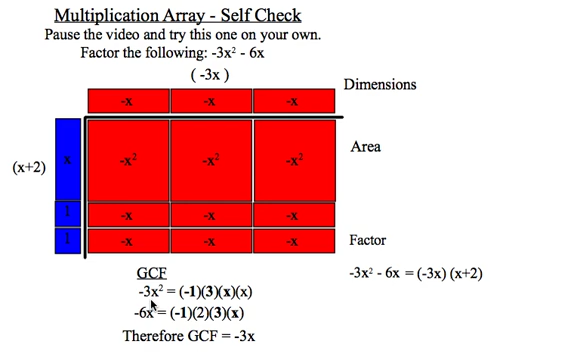 Multiplication Array - Self Check
Pause the video and try this one on your own.
Factor the following: -3x² - 6x
(-3x)
Dimensions
-x -x -x
(x+2)
x
-x² -x² -x²
Area
1
-x -x -x
1
-x -x -x
Factor
-3x² - 6x = (-3x) (x+2)
GCF
-3x² = (-1)(3)(x)(x)
-6x = (-1)(2)(3)(x)
Therefore GCF = -3x